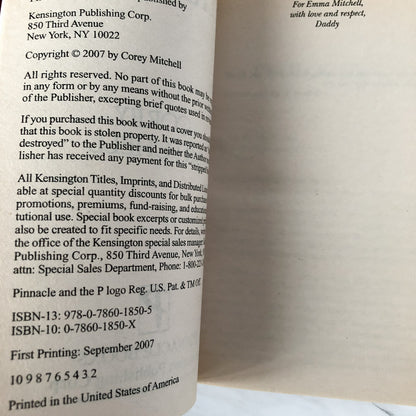 published by
Kensington Publishing Corp.
850 Third Avenue
New York, NY 10022
Copyright © 2007 by Corey Mitchell
All rights reserved. No part of this book may be
in any form or by any means without the prior
of the Publisher, excepting brief quotes used in
If you purchased this book without a cover you
that this book is stolen property. It was reported
destroyed” to the Publisher and neither the Author
lisher has received any payment for this “stripped
All Kensington Titles, Imprints, and Distributed
able at special quantity discounts for bulk
promotions, premiums, fund-raising, and
tutional use. Special book excerpts or customized
also be created to fit specific needs. For details,
the office of the Kensington special sales manager
Publishing Corp., 850 Third Avenue, New York,
attn: Special Sales Department, Phone: 1-800-22
Pinnacle and the P logo Reg. U.S. Pat. & TM Off.
ISBN-13: 978-0-7860-1850-5
ISBN-10: 0-7860-1850-X
First Printing: September 2007
10 9 8 7 6 5 4 3 2
Printed in the United States of America
For Emma Mitchell,
with love and respect,
Daddy